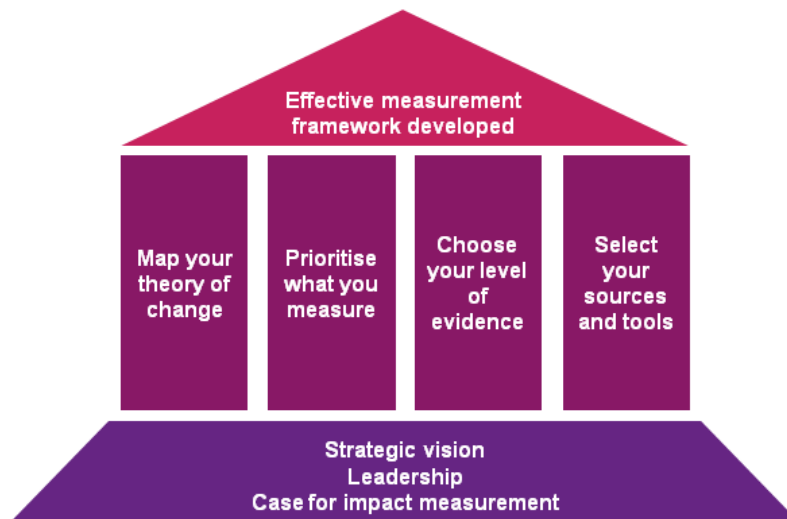 Effective measurement
framework developed
Map your
theory of
change
Prioritise
what you
measure
Choose
your level
of
evidence
Select
your
sources
and tools
Strategic vision
Leadership
Case for impact measurement